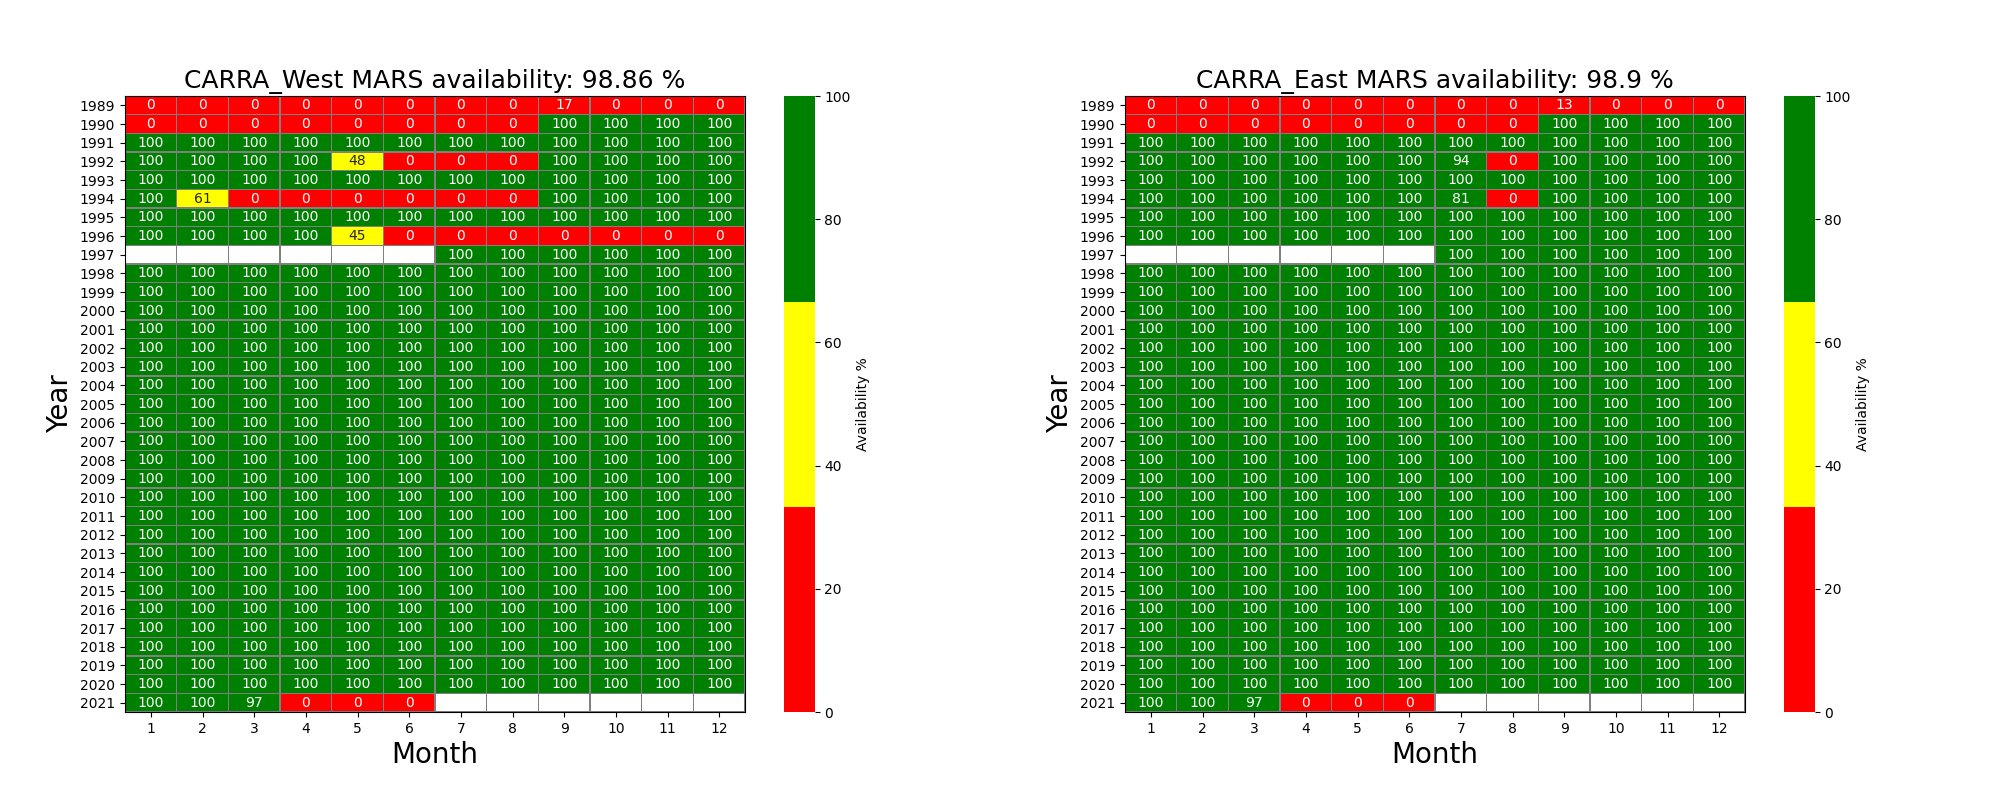 CARRA_West MARS availability: 98.86 %
1989 0 0 0 0 0 0 0 0 17 0 0 0
1990 0 0 0 0 0 0 0 0 100 100 100 100
1991 100 100 100 100 100 100 100 100 100 100 100 100
1992 100 100 100 100 48 0 0 0 100 100 100 100
1993 100 100 100 100 100 100 100 100 100 100 100 100
1994 100 61 0 0 0 0 0 0 100 100 100 100
1995 100 100 100 100 100 100 100 100 100 100 100 100
1996 100 100 100 100 45 0 0 0 0 0 0 0
1997 100 100 100 100 100 100
1998 100 100 100 100 100 100 100 100 100 100 100 100
1999 100 100 100 100 100 100 100 100 100 100 100 100
2000 100 100 100 100 100 100 100 100 100 100 100 100
2001 100 100 100 100 100 100 100 100 100 100 100 100
2002 100 100 100 100 100 100 100 100 100 100 100 100
2003 100 100 100 100 100 100 100 100 100 100 100 100
2004 100 100 100 100 100 100 100 100 100 100 100 100
2005 100 100 100 100 100 100 100 100 100 100 100 100
2006 100 100 100 100 100 100 100 100 100 100 100 100
2007 100 100 100 100 100 100 100 100 100 100 100 100
2008 100 100 100 100 100 100 100 100 100 100 100 100
2009 100 100 100 100 100 100 100 100 100 100 100 100
2010 100 100 100 100 100 100 100 100 100 100 100 100
2011 100 100 100 100 100 100 100 100 100 100 100 100
2012 100 100 100 100 100 100 100 100 100 100 100 100
2013 100 100 100 100 100 100 100 100 100 100 100 100
2014 100 100 100 100 100 100 100 100 100 100 100 100
2015 100 100 100 100 100 100 100 100 100 100 100 100
2016 100 100 100 100 100 100 100 100 100 100 100 100
2017 100 100 100 100 100 100 100 100 100 100 100 100
2018 100 100 100 100 100 100 100 100 100 100 100 100
2019 100 100 100 100 100 100 100 100 100 100 100 100
2020 100 100 100 100 100 100 100 100 100 100 100 100
2021 100 100 97 0 0 0
1 2 3 4 5 6 7 8 9 10 11 12
Month
Year
100
80
60
40
20
0
Availability %
CARRA_East MARS availability: 98.9 %
1989 0 0 0 0 0 0 0 0 13 0 0 0
1990 0 0 0 0 0 0 0 0 100 100 100 100
1991 100 100 100 100 100 100 100 100 100 100 100 100
1992 100 100 100 100 100 100 94 0 100 100 100 100
1993 100 100 100 100 100 100 100 100 100 100 100 100
1994 100 100 100 100 100 100 81 0 100 100 100 100
1995 100 100 100 100 100 100 100 100 100 100 100 100
1996 100 100 100 100 100 100 100 100 100 100 100 100
1997 100 100 100 100 100 100
1998 100 100 100 100 100 100 100 100 100 100 100 100
1999 100 100 100 100 100 100 100 100 100 100 100 100
2000 100 100 100 100 100 100 100 100 100 100 100 100
2001 100 100 100 100 100 100 100 100 100 100 100 100
2002 100 100 100 100 100 100 100 100 100 100 100 100
2003 100 100 100 100 100 100 100 100 100 100 100 100
2004 100 100 100 100 100 100 100 100 100 100 100 100
2005 100 100 100 100 100 100 100 100 100 100 100 100
2006 100 100 100 100 100 100 100 100 100 100 100 100
2007 100 100 100 100 100 100 100 100 100 100 100 100
2008 100 100 100 100 100 100 100 100 100 100 100 100
2009 100 100 100 100 100 100 100 100 100 100 100 100
2010 100 100 100 100 100 100 100 100 100 100 100 100
2011 100 100 100 100 100 100 100 100 100 100 100 100
2012 100 100 100 100 100 100 100 100 100 100 100 100
2013 100 100 100 100 100 100 100 100 100 100 100 100
2014 100 100 100 100 100 100 100 100 100 100 100 100
2015 100 100 100 100 100 100 100 100 100 100 100 100
2016 100 100 100 100 100 100 100 100 100 100 100 100
2017 100 100 100 100 100 100 100 100 100 100 100 100
2018 100 100 100 100 100 100 100 100 100 100 100 100
2019 100 100 100 100 100 100 100 100 100 100 100 100
2020 100 100 100 100 100 100 100 100 100 100 100 100
2021 100 100 97 0 0 0
1 2 3 4 5 6 7 8 9 10 11 12
Month
Year
100
80
60
40
20
0
Availability %